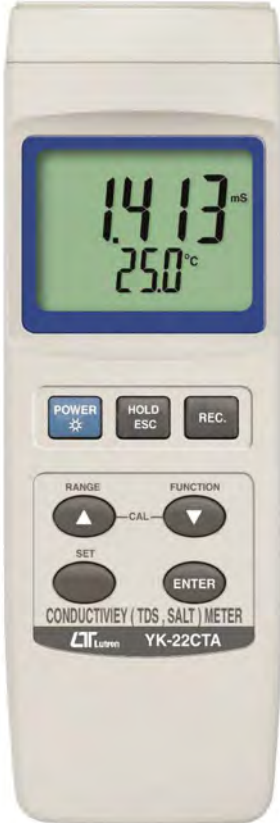 1.413 mS
25.0 °C
POWER HOLD ESC REC.
RANGE FUNCTION
CAL
SET
ENTER
CONDUCTIVIEY ( TDS , SALT ) METER
Lutron YK-22CTA